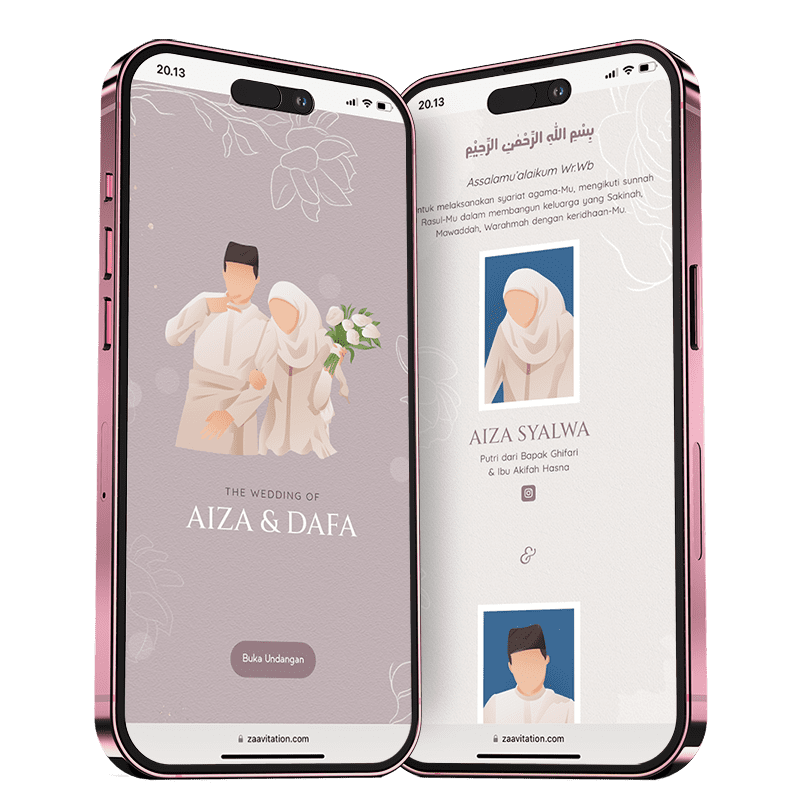 20.13
THE WEDDING OF
AIZA & DAFA
Buka Undangan
zaavitation.com
20.13
بِسْمِ اللهِ الرَّحْمٰنِ الرَّحِيْمِ
Assalamu'alaikum Wr.Wb
ntuk melaksanakan syariat agama-Mu, mengikuti sunnah
Rasul-Mu dalam membangun keluarga yang Sakinah,
Mawaddah, Warahmah dengan keridhaan-Mu.
AIZA SYALWA
Putri dari Bapak Ghifari
& Ibu Akifah Hasna
&
zaavitation.com